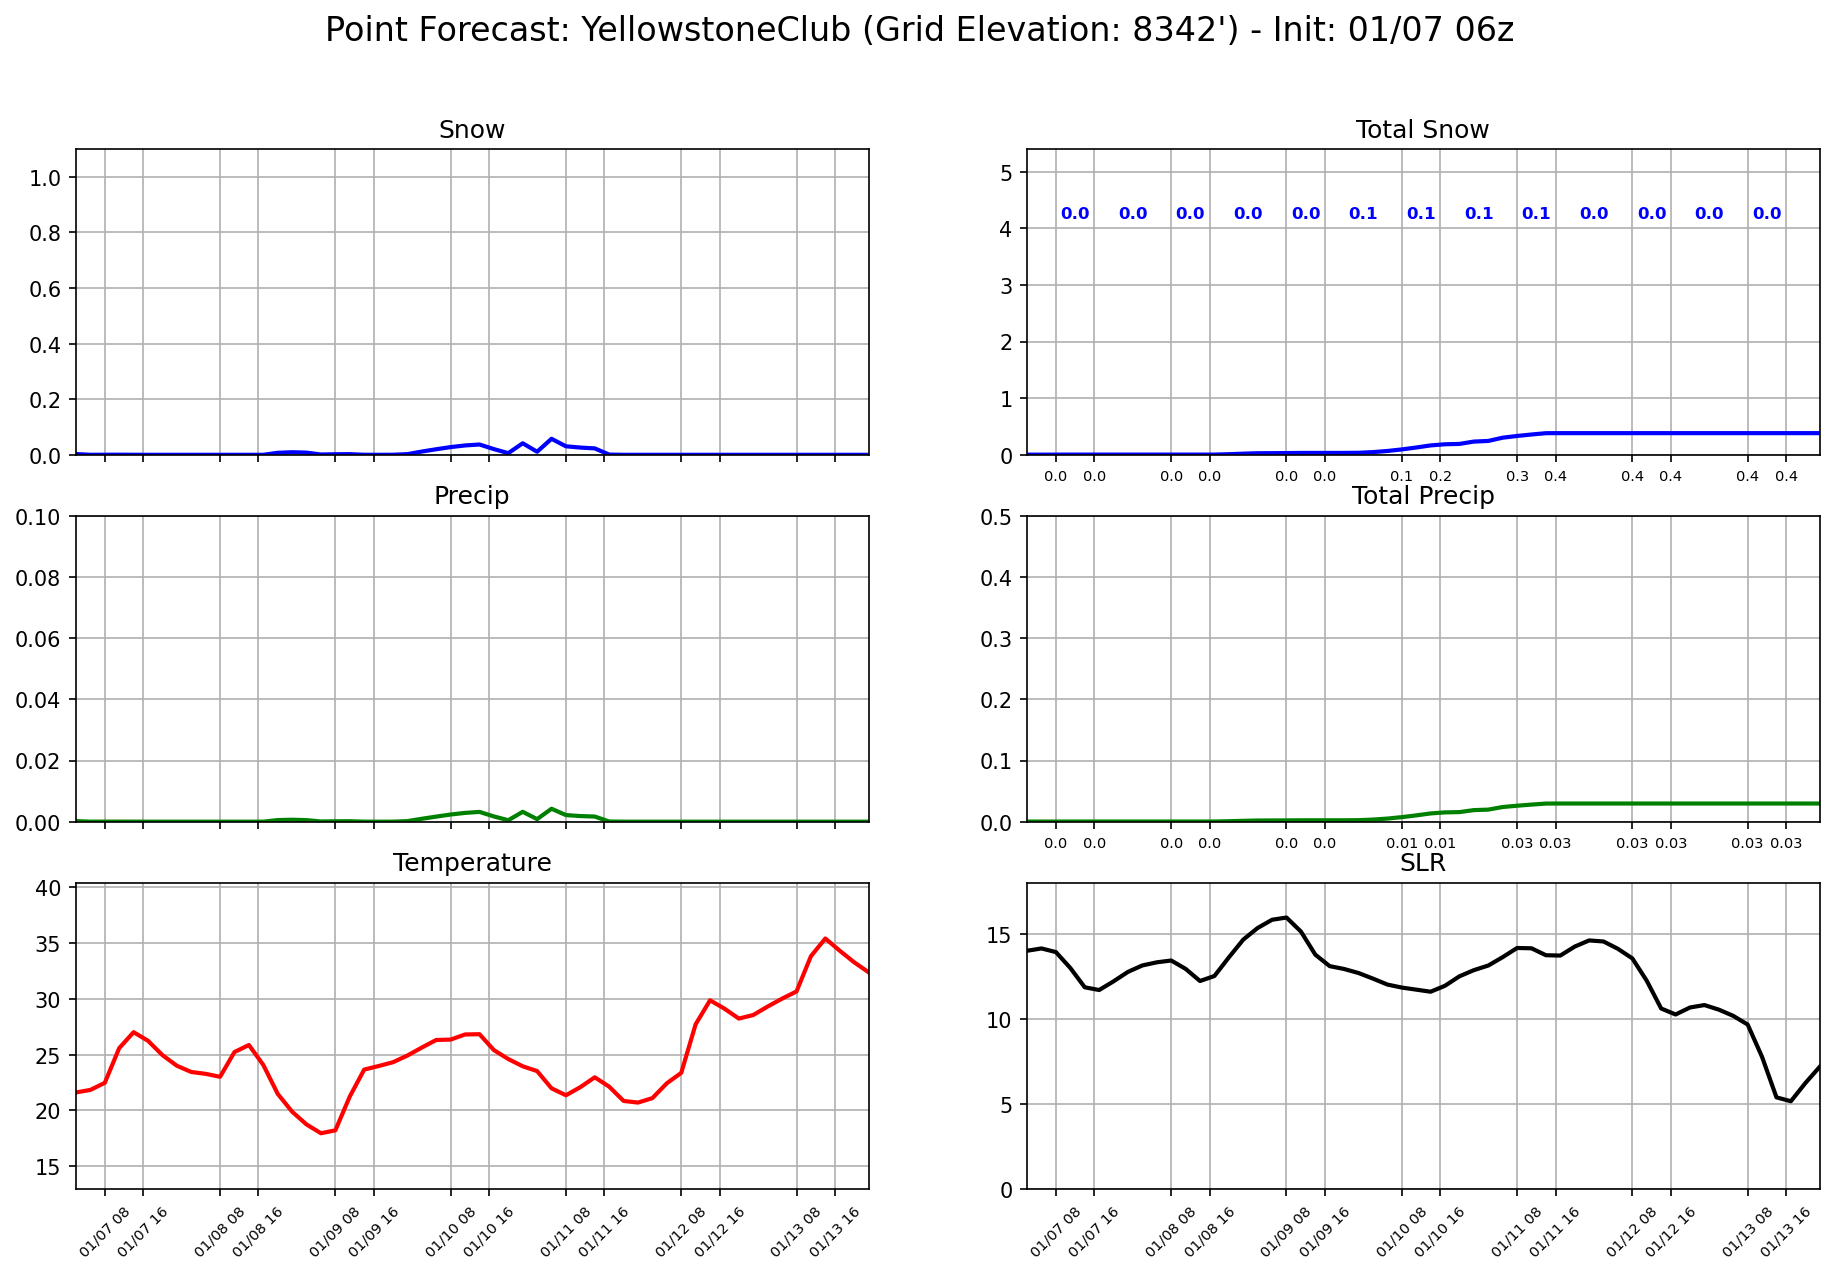 Point Forecast: YellowstoneClub (Grid Elevation: 8342') - Init: 01/07 06z
Snow
1.0
0.8
0.6
0.4
0.2
0.0
Total Snow
5
4
3
2
1
0
0.0 0.0 0.0 0.0 0.0 0.1 0.1 0.1 0.1 0.0 0.0 0.0 0.0
0.0 0.0 0.0 0.0 0.0 0.0 0.1 0.2 0.3 0.4 0.4 0.4 0.4 0.4
Precip
0.10
0.08
0.06
0.04
0.02
0.00
Total Precip
0.5
0.4
0.3
0.2
0.1
0.0
0.0 0.0 0.0 0.0 0.0 0.0 0.01 0.01 0.03 0.03 0.03 0.03 0.03 0.03
Temperature
40
35
30
25
20
15
01/07 08 01/07 16 01/08 08 01/08 16 01/09 08 01/09 16 01/10 08 01/10 16 01/11 08 01/11 16 01/12 08 01/12 16 01/13 08 01/13 16
SLR
15
10
5
0
01/07 08 01/07 16 01/08 08 01/08 16 01/09 08 01/09 16 01/10 08 01/10 16 01/11 08 01/11 16 01/12 08 01/12 16 01/13 08 01/13 16